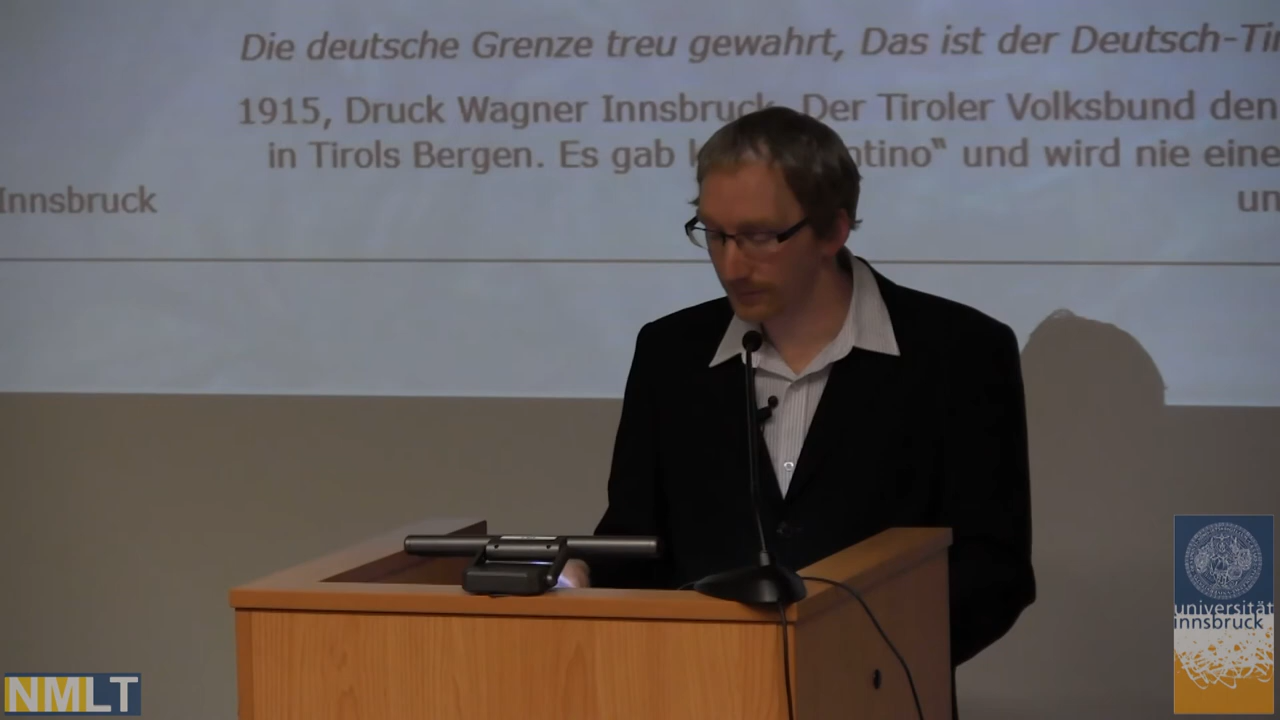 Die deutsche Grenze treu gewahrt, Das ist der Deutsch-Tir
1915, Druck Wagner Innsbruck. Der Tiroler Volksbund den
in Tirols Bergen. Es gab k ntino“ und wird nie eine
Innsbruck un
universität
innsbruck
NMLT